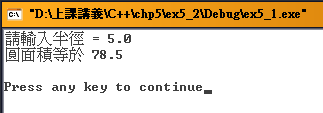 "D:\上課講義\C++\chp5\ex5_2\Debug\ex5_1.exe"
請輸入半徑 = 5.0
圓面積等於 78.5
Press any key to continue